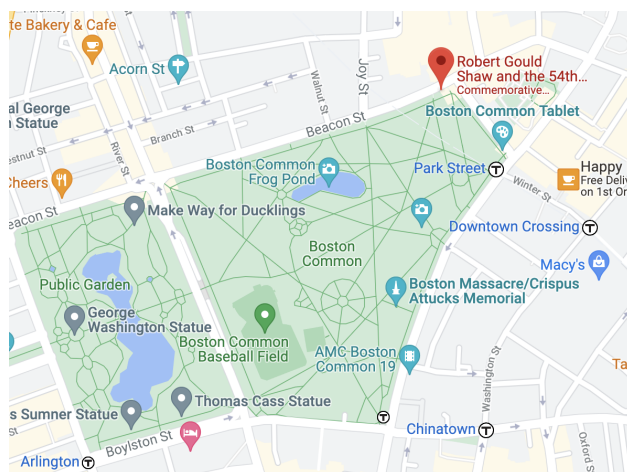 te Bakery & Cafe
Acorn St
al George
n Statue
Branch St
estnut St
River St
Cheers
Beacon St
Walnut St
Joy St
Beacon St
Robert Gould
Shaw and the 54th...
Commemorative...
Boston Common Tablet
Park Street
T
Happy
Free Deliv
on 1st Or
Winter St
Boston Common
Frog Pond
Make Way for Ducklings
Downtown Crossing
T
Boston
Common
Macy's
Public Garden
Boston Massacre/Crispus
Attucks Memorial
George
Washington Statue
Boston Common
Baseball Field
AMC Boston
Common 19
Washington St
Ta
Thomas Cass Statue
s Sumner Statue
T
Chinatown
T
Boylston St
Oxford S
Arlington
T